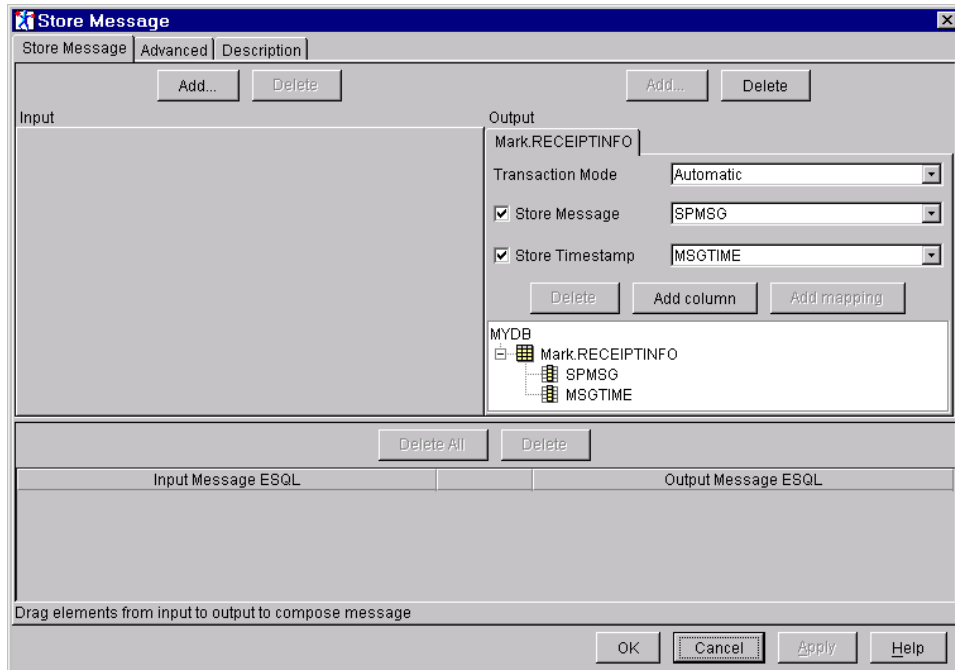 Store Message
Store Message Advanced Description
Add... Delete Add... Delete
Input Output
Mark.RECEIPTINFO
Transaction Mode Automatic
Store Message SPMSG
Store Timestamp MSGTIME
Delete Add column Add mapping
MYDB
Mark.RECEIPTINFO
SPMSG
MSGTIME
Delete All Delete
Input Message ESQL Output Message ESQL
Drag elements from input to output to compose message
OK Cancel Apply Help